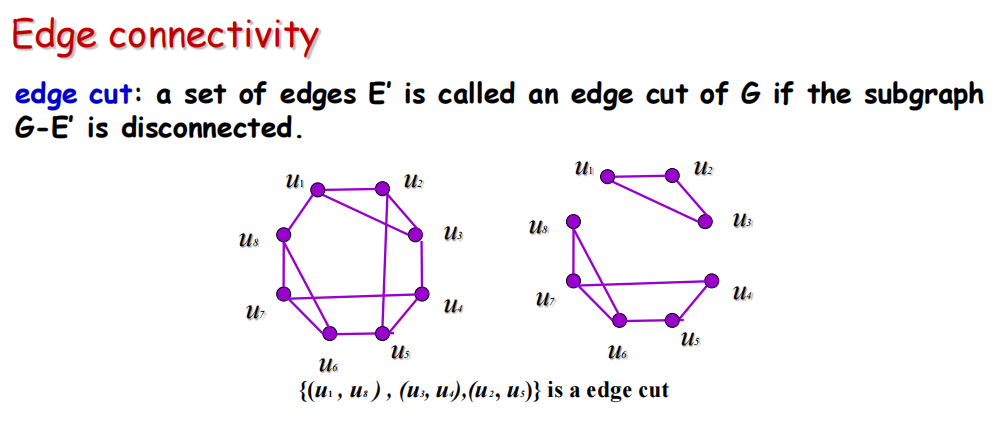 Edge connectivity
edge cut: a set of edges E' is called an edge cut of G if the subgraph
G-E' is disconnected.
u₁ u₂ u₁ u₂
u₈ u₃ u₈ u₃
u₇ u₄ u₇ u₄
u₆ u₅ u₆ u₅
{(u₁ , u₈ ) , (u₃, u₄),(u₂, u₅)} is a edge cut